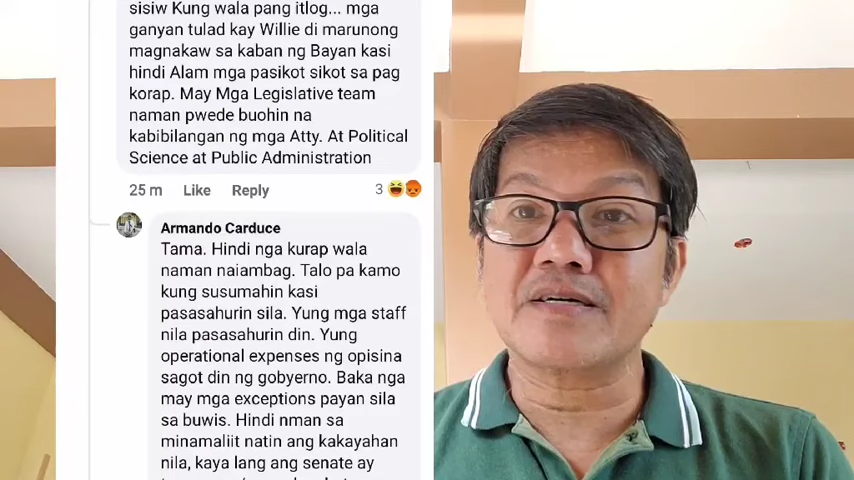 sisiw Kung wala pang itlog... mga
ganyan tulad kay Willie di marunong
magnakaw sa kaban ng Bayan kasi
hindi Alam mga pasikot sikot sa pag
korap. May Mga Legislative team
naman pwede buohin na
kabibilangan ng mga Atty. At Political
Science at Public Administration
25 m Like Reply 3
Armando Carduce
Tama. Hindi nga kurap wala
naman naiambag. Talo pa kamo
kung susumahin kasi
pasasahurin sila. Yung mga staff
nila pasasahurin din. Yung
operational expenses ng opisina
sagot din ng gobyerno. Baka nga
may mga exceptions payan sila
sa buwis. Hindi nman sa
minamaliit natin ang kakayahan
nila, kaya lang ang senate ay